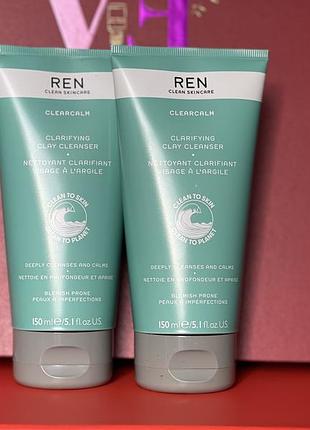 REN
CLEAN SKINCARE
CLEARCALM
CLARIFYING
CLAY CLEANSER
NETTOYANT CLARIFIANT
VISAGE À L'ARGILE
CLEAN TO SKIN
CLEAN TO PLANET
DEEPLY CLEANSES AND CALMS
NETTOIE EN PROFONDEUR ET APAISE
BLEMISH PRONE
PEAUX À IMPERFECTIONS
150 ml e / 5.1 fl.oz U.S.
REN
CLEAN SKINCARE
CLEARCALM
CLARIFYING
CLAY CLEANSER
NETTOYANT CLARIFIANT
VISAGE À L'ARGILE
CLEAN TO SKIN
CLEAN TO PLANET
DEEPLY CLEANSES AND CALMS
NETTOIE EN PROFONDEUR ET APAISE
BLEMISH PRONE
PEAUX À IMPERFECTIONS
150 ml e / 5.1 fl.oz U.S.